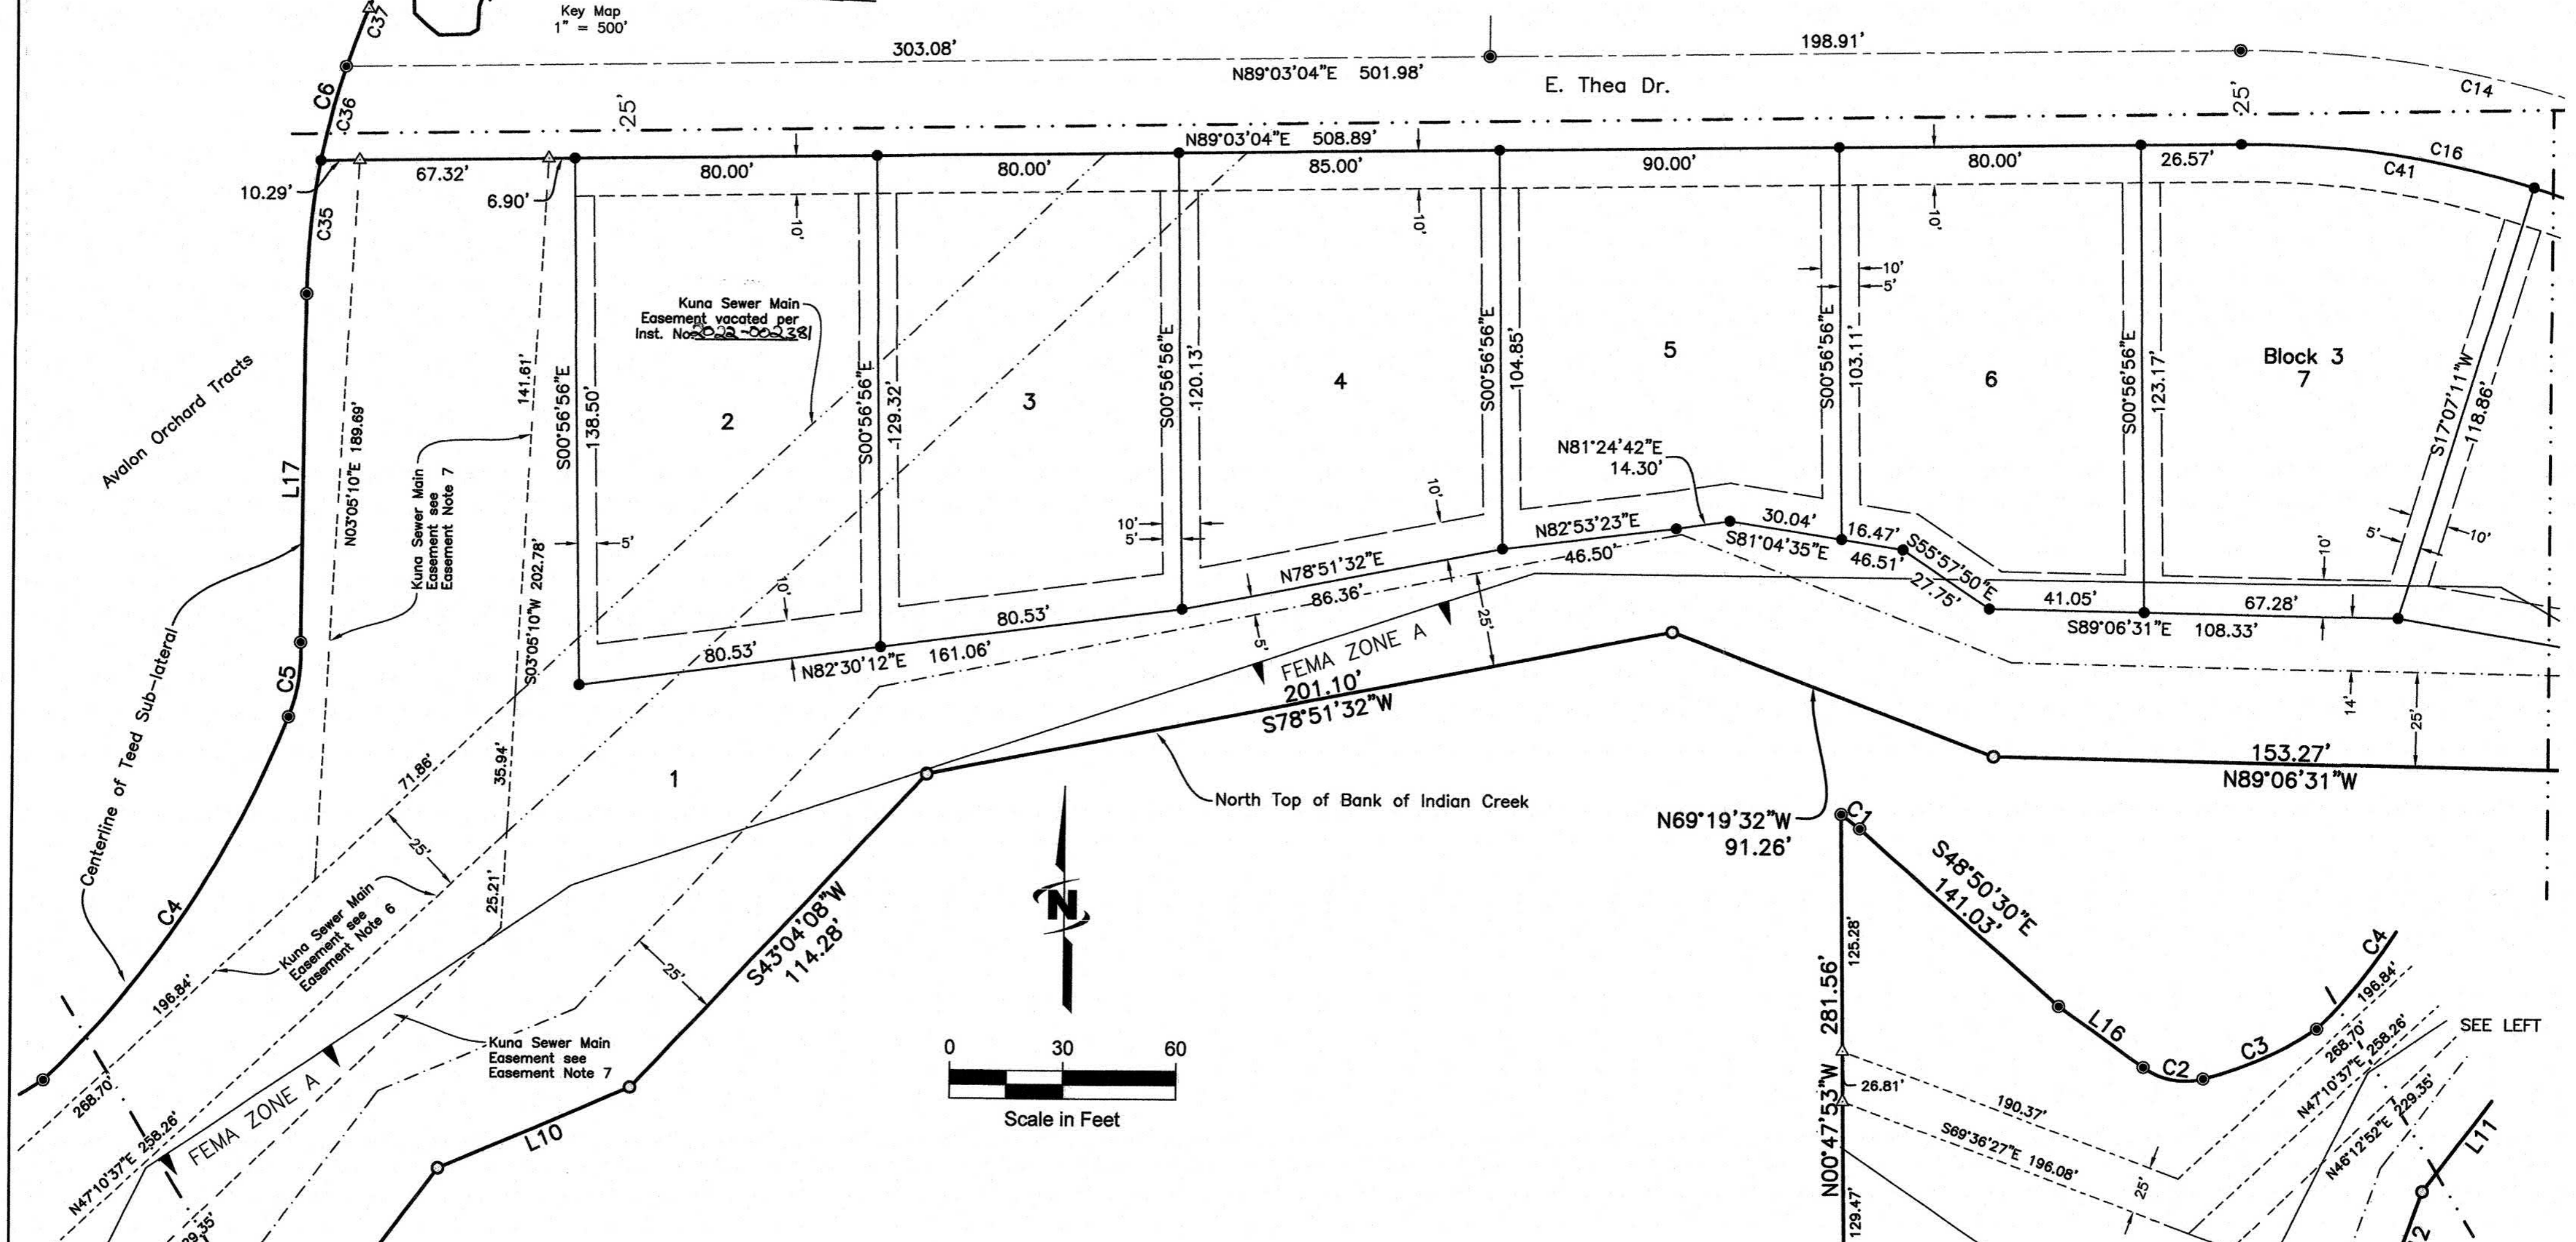 Key Map
1" = 500'
C37
303.08'
198.91'
N89°03'04"E 501.98'
E. Thea Dr.
C14
C6
C36
25'
25'
N89°03'04"E 508.89'
10.29'
67.32'
6.90'
80.00'
80.00'
85.00'
90.00'
80.00'
26.57'
C16
C41
C35
10'
10'
10'
Kuna Sewer Main
Easement vacated per
Inst. No. 2022-002381
10'
5'
Avalon Orchard Tracts
L17
N03°05'10"E 189.69'
Kuna Sewer Main
Easement see
Easement Note 7
141.61'
S03°05'10"W 202.78'
S00°56'56"E
138.50'
2
S00°56'56"E
129.32'
3
S00°56'56"E
120.13'
4
S00°56'56"E
104.85'
5
S00°56'56"E
103.11'
6
S00°56'56"E
123.17'
Block 3
7
S17°07'11"W
118.86'
N81°24'42"E
14.30'
10'
10'
5'
5'
10'
N82°53'23"E
46.50'
30.04'
S81°04'35"E
16.47'
46.51'
S55°57'50"E
27.75'
5'
10'
10'
N78°51'32"E
86.36'
80.53'
80.53'
N82°30'12"E 161.06'
41.05'
67.28'
S89°06'31"E 108.33'
5'
25'
FEMA ZONE A
201.10'
S78°51'32"W
14'
25'
C5
Centerline of Teed Sub-lateral
71.86'
35.94'
1
153.27'
N89°06'31"W
North Top of Bank of Indian Creek
N69°19'32"W
91.26'
C1
25'
25.21'
C4
Kuna Sewer Main
Easement see
Easement Note 6
N
S43°04'08"W
114.28'
S48°50'30"E
141.03'
125.28'
281.56'
C4
196.84'
25'
196.84'
Kuna Sewer Main
Easement see
Easement Note 7
0 30 60
Scale in Feet
L16
C2
C3
SEE LEFT
268.70'
N47°10'37"E 258.26'
26.81'
190.37'
268.70'
FEMA ZONE A
L10
N47°10'37"E 258.26'
N00°47'53"W
S69°36'27"E 196.08'
25'
N46°12'52"E 229.35'
L11
129.47'